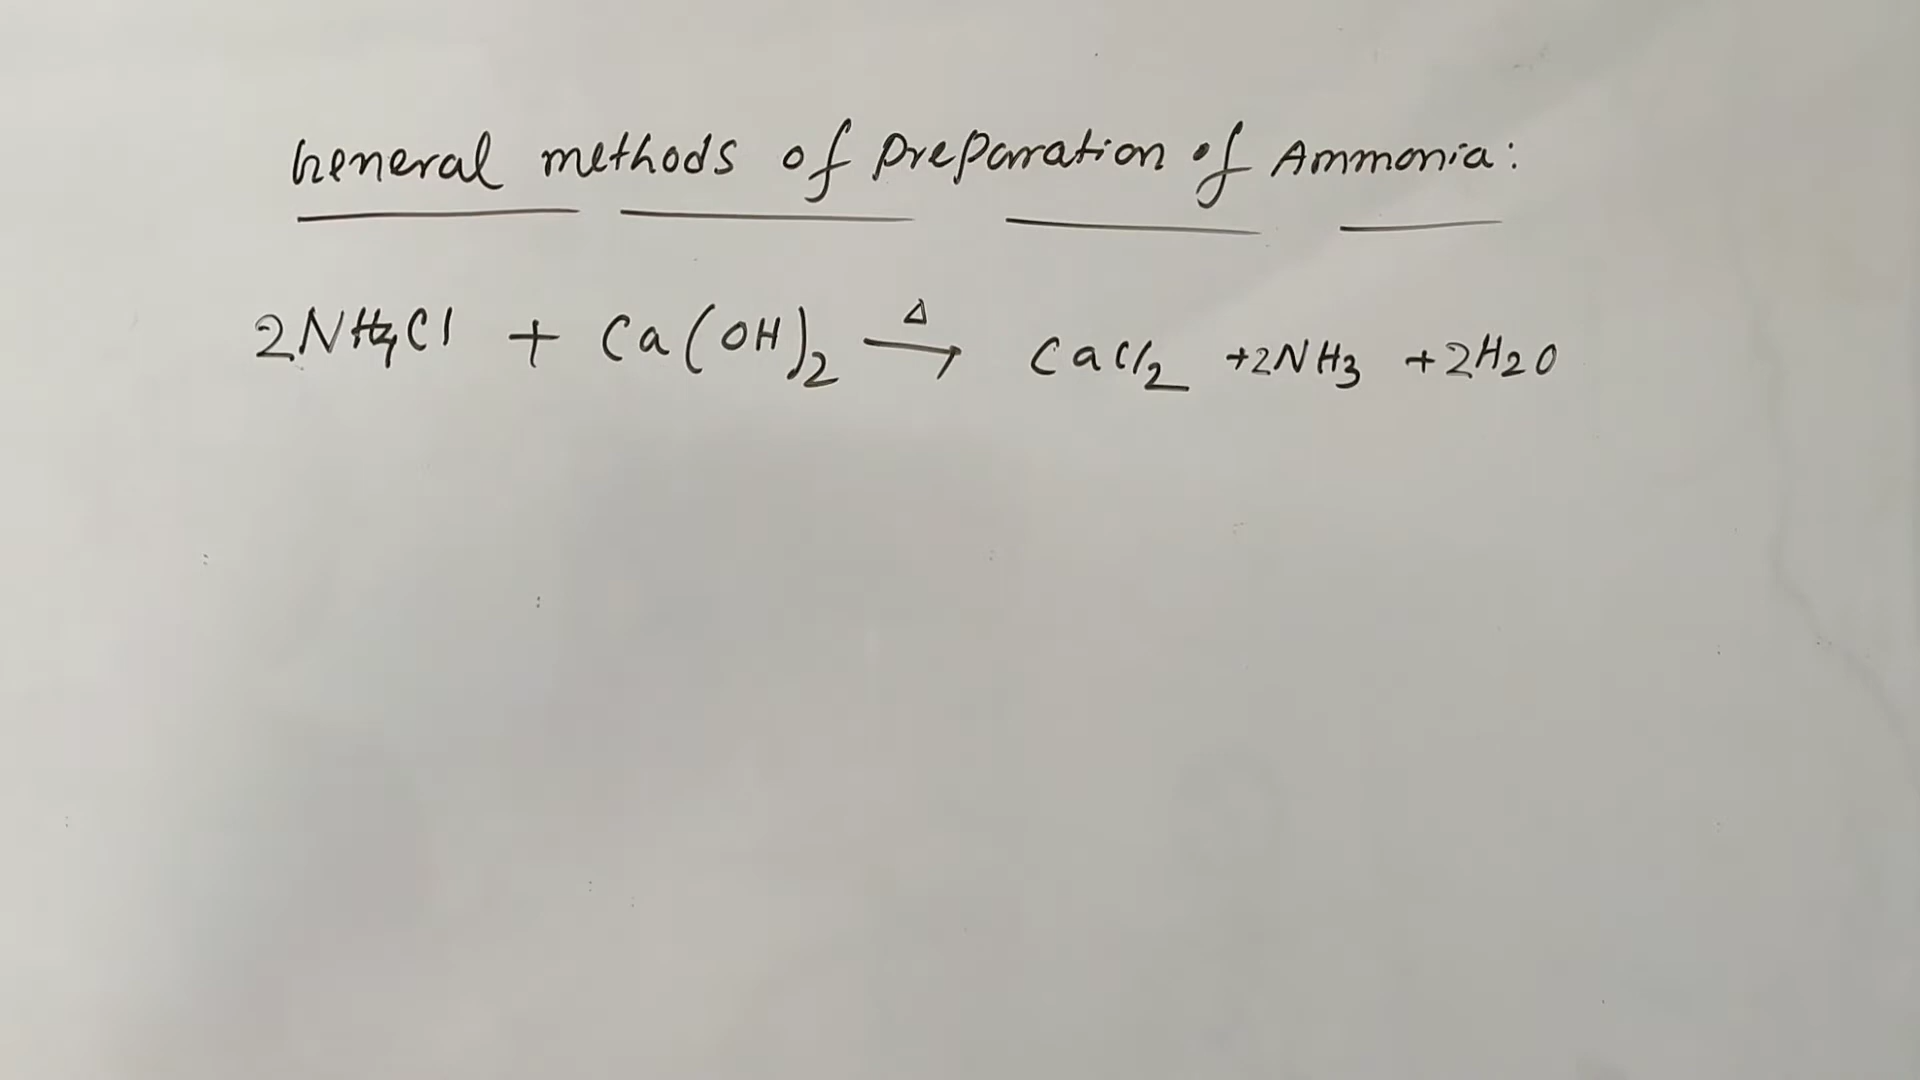 General methods of Preparation of Ammonia:
2NH4Cl + Ca(OH)2 →Δ CaCl2 +2NH3 +2H2O